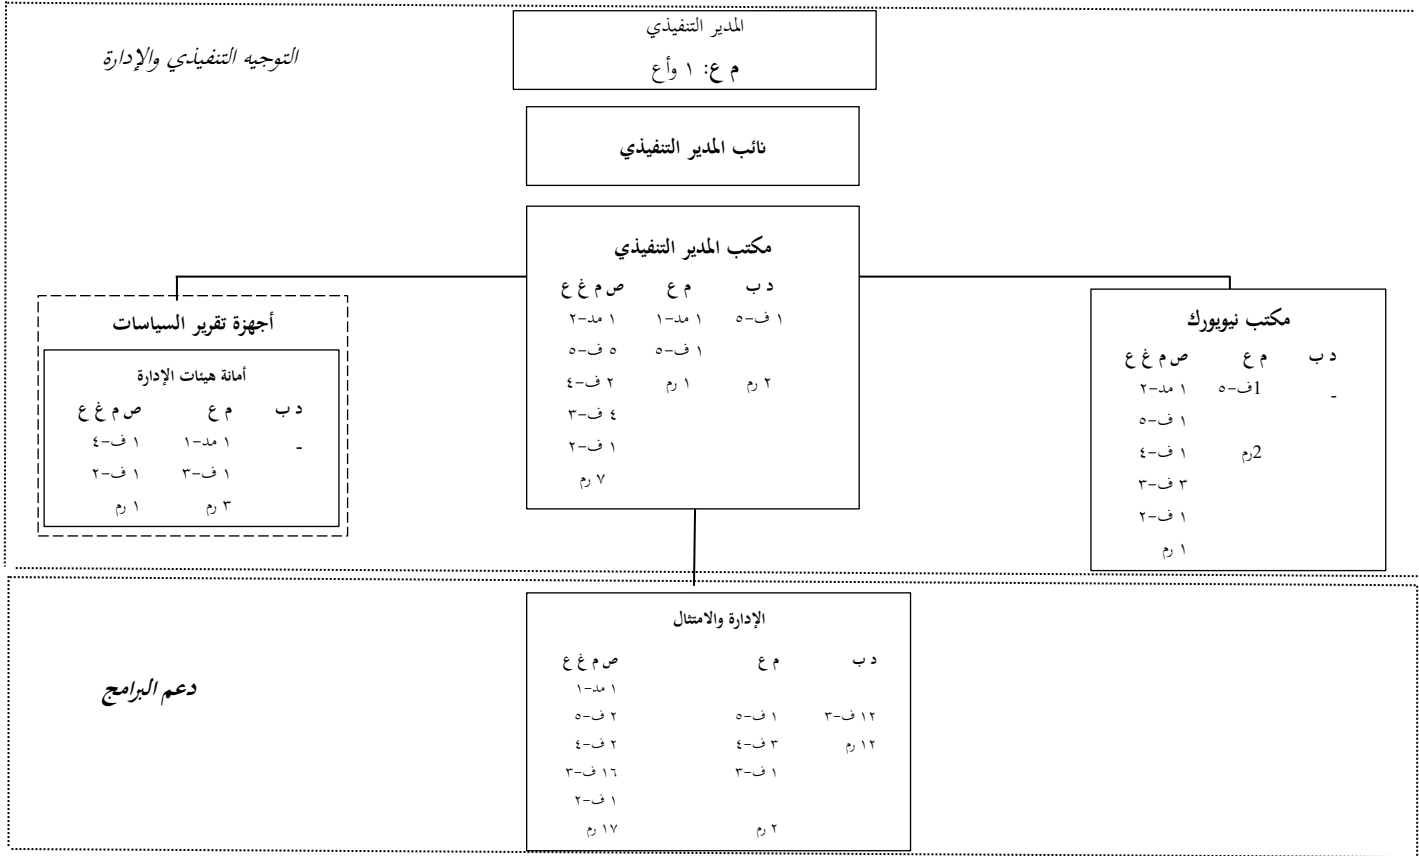 التوجيه التنفيذي والإدارة
المدير التنفيذي
م ع: ١ وأ ع
نائب المدير التنفيذي
مكتب المدير التنفيذي
د ب م ع ص م غ ع
١ ف-٥ ١ مد-١ ١ مد-٢
١ ف-٥ ٥ ف-٥
٢ رم ١ رم ٢ ف-٤
٤ ف-٣
١ ف-٢
٧ رم
مكتب نيويورك
د ب م ع ص م غ ع
- 1ف-٥ ١ مد-٢
١ ف-٥
2رم ١ ف-٤
٣ ف-٣
١ ف-٢
١ رم
أجهزة تقرير السياسات
أمانة هيئات الإدارة
د ب م ع ص م غ ع
- ١ مد-١ ١ ف-٤
١ ف-٣ ١ ف-٢
٣ رم ١ رم
دعم البرامج
الإدارة والامتثال
د ب م ع ص م غ ع
١ مد-١
١٢ ف-٣ ١ ف-٥ ٢ ف-٥
١٢ رم ٣ ف-٤ ٢ ف-٤
١ ف-٣ ١٦ ف-٣
١ ف-٢
٢ رم ١٧ رم